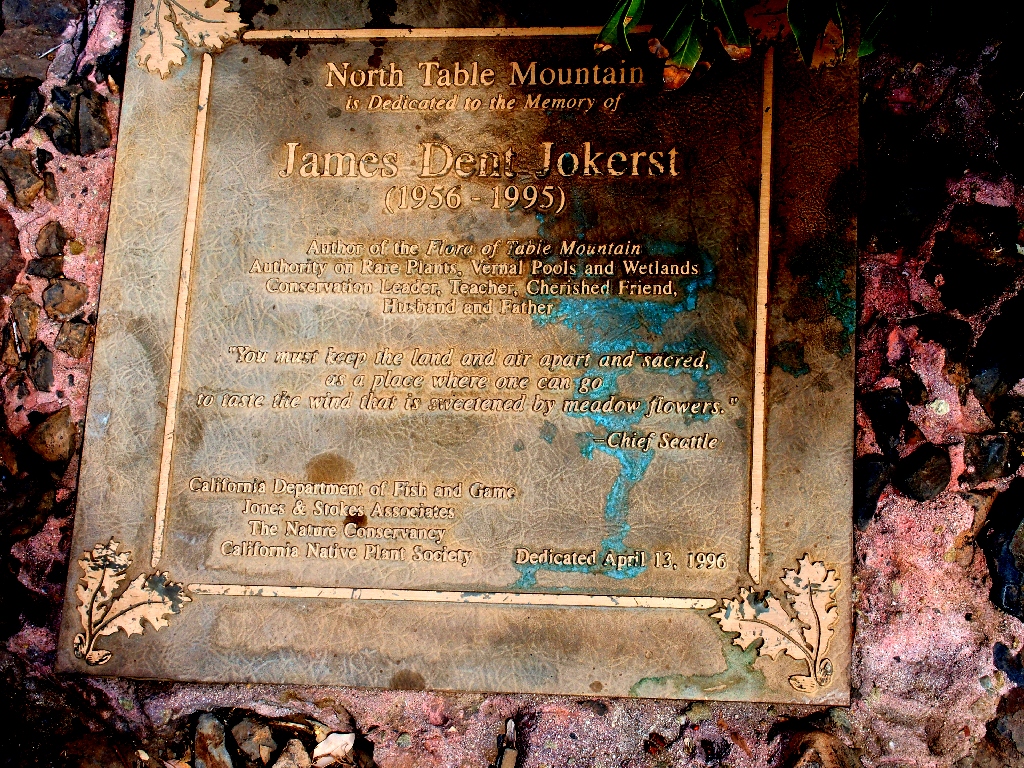 North Table Mountain
is Dedicated to the Memory of
James Dent Jokerst
(1956 - 1995)
Author of the Flora of Table Mountain
Authority on Rare Plants, Vernal Pools and Wetlands
Conservation Leader, Teacher, Cherished Friend,
Husband and Father
"You must keep the land and air apart and sacred,
as a place where one can go
to taste the wind that is sweetened by meadow flowers."
–Chief Seattle
California Department of Fish and Game
Jones & Stokes Associates
The Nature Conservancy
California Native Plant Society
Dedicated April 13, 1996